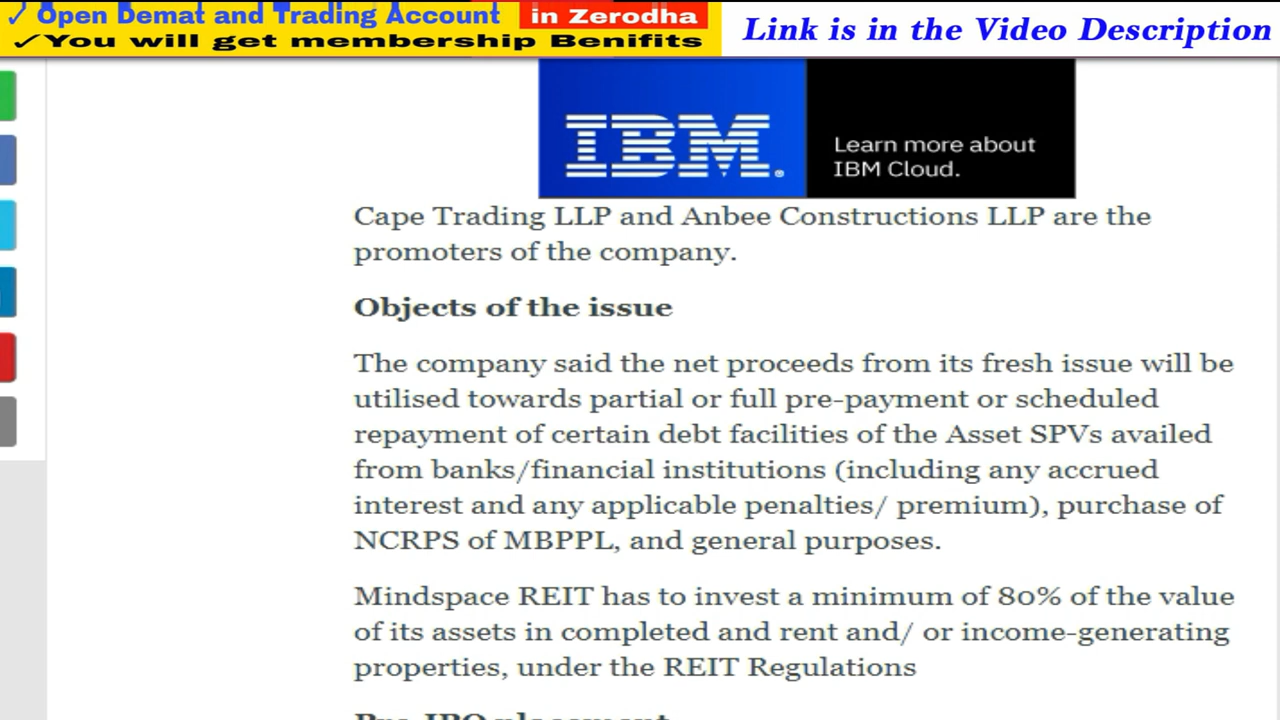 ✓ Open Demat and Trading Account in Zerodha
✓You will get membership Benifits
Link is in the Video Description
IBM®
Learn more about
IBM Cloud.
Cape Trading LLP and Anbee Constructions LLP are the
promoters of the company.
Objects of the issue
The company said the net proceeds from its fresh issue will be
utilised towards partial or full pre-payment or scheduled
repayment of certain debt facilities of the Asset SPVs availed
from banks/financial institutions (including any accrued
interest and any applicable penalties/ premium), purchase of
NCRPS of MBPPL, and general purposes.
Mindspace REIT has to invest a minimum of 80% of the value
of its assets in completed and rent and/ or income-generating
properties, under the REIT Regulations
Pre-IPO placement